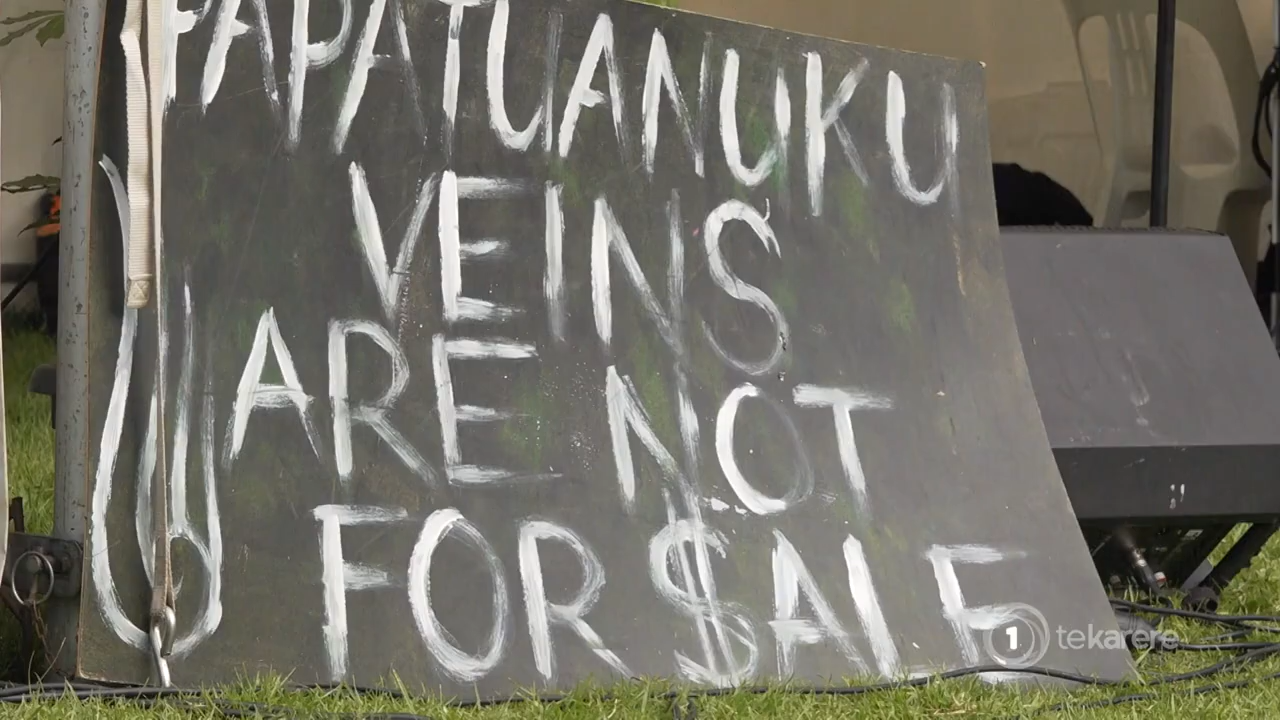 PAPATUANUKU
VEINS
ARE NOT
FOR $ALE
1 tekarere